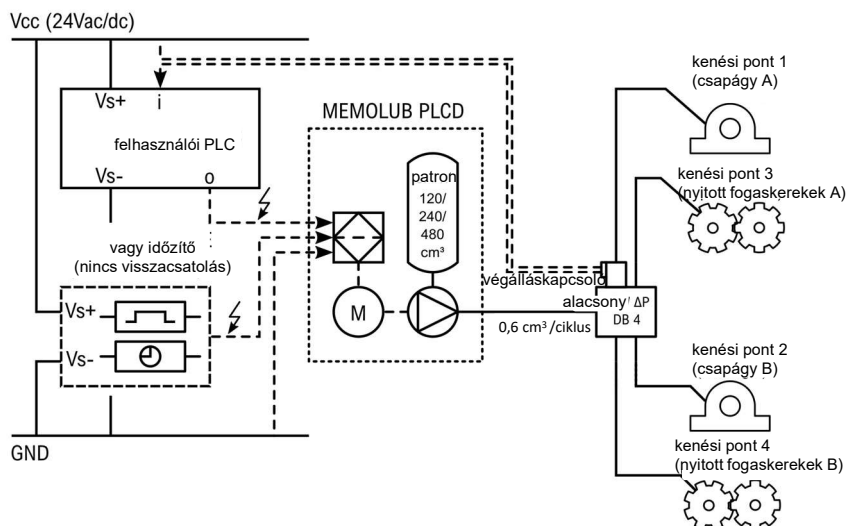 Vcc (24Vac/dc)
Vs+
i
felhasználói PLC
Vs-
o
vagy időzítő
(nincs visszacsatolás)
Vs+
Vs-
GND
MEMOLUB PLCD
patron
120/
240/
480
cm³
M
0,6 cm³/ciklus
végálláskapcsoló
alacsony ΔP
DB 4
kenési pont 1
(csapágy A)
kenési pont 3
(nyitott fogaskerekek A)
kenési pont 2
(csapágy B)
kenési pont 4
(nyitott fogaskerekek B)